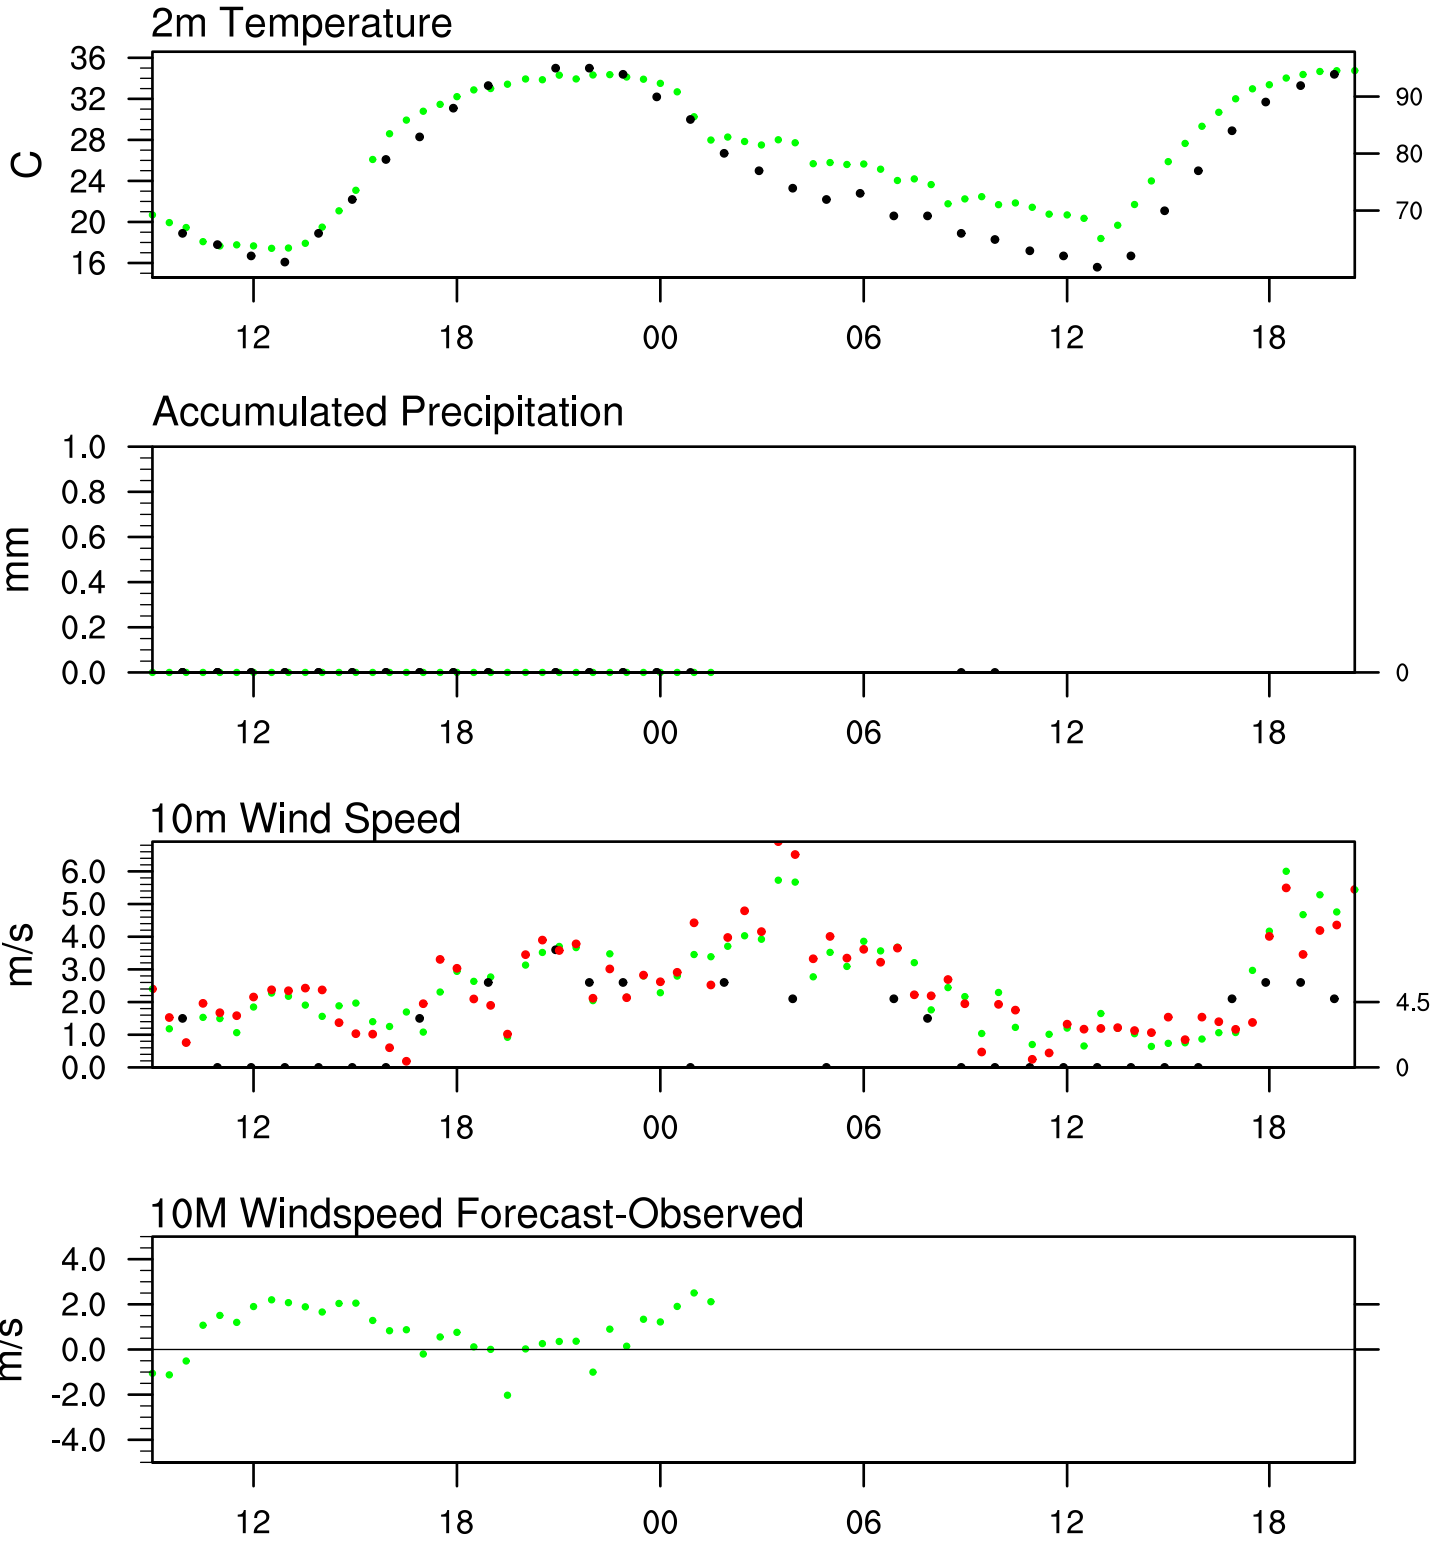 2m Temperature
36
32
28
24
20
16
C
90
80
70
12 18 00 06 12 18
Accumulated Precipitation
1.0
0.8
0.6
0.4
0.2
0.0
mm
0
12 18 00 06 12 18
10m Wind Speed
6.0
5.0
4.0
3.0
2.0
1.0
0.0
m/s
4.5
0
12 18 00 06 12 18
10M Windspeed Forecast-Observed
4.0
2.0
0.0
-2.0
-4.0
m/s
12 18 00 06 12 18